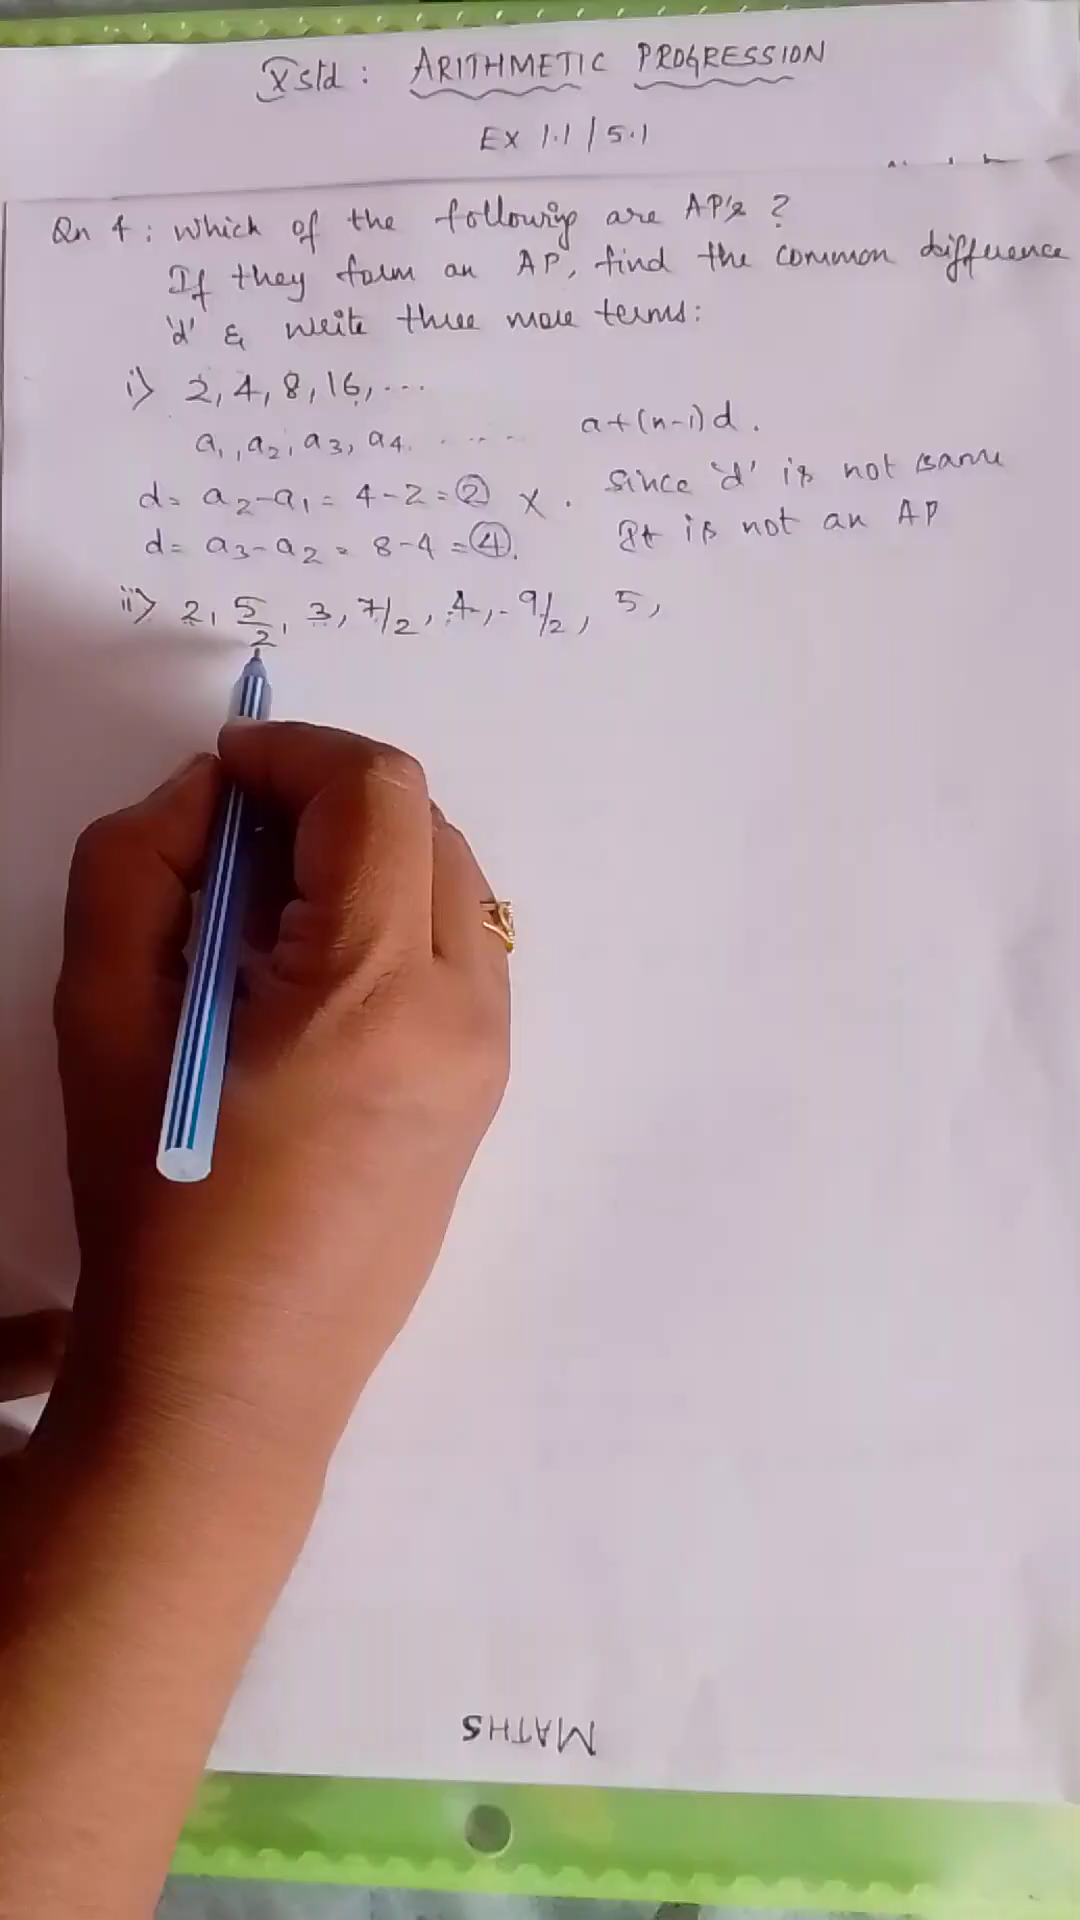 X std : ARITHMETIC PROGRESSION
EX 1.1 / 5.1
Qn 4 : Which of the following are AP's ?
If they form an AP, find the common difference
'd' & write three more terms:
i) 2, 4, 8, 16, ...
a1, a2, a3, a4. ..... a+(n-1)d.
d= a2-a1 = 4-2 = 2 X . Since 'd' is not same
d= a3-a2 = 8-4 = 4. It is not an AP
ii) 2, 5/2, 3, 7/2, 4, 9/2, 5,
MATHS